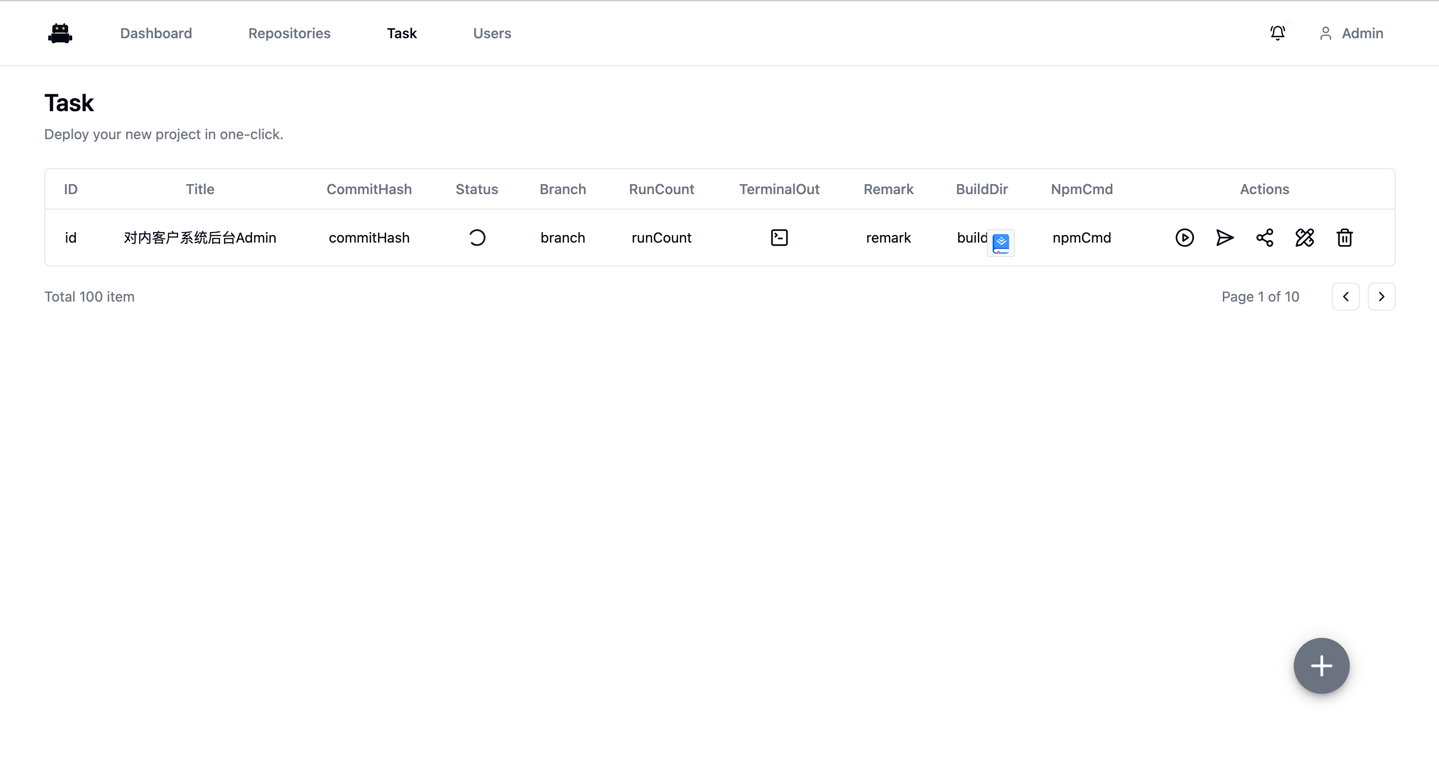 Dashboard Repositories Task Users Admin
Task
Deploy your new project in one-click.
ID Title CommitHash Status Branch RunCount TerminalOut Remark BuildDir NpmCmd Actions
id 对内客户系统后台Admin commitHash branch runCount remark build npmCmd
Total 100 item Page 1 of 10